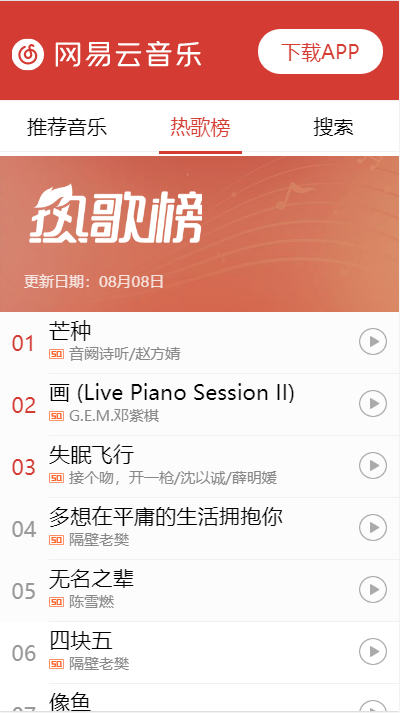 网易云音乐
下载APP
推荐音乐
热歌榜
搜索
热歌榜
更新日期：08月08日
01
芒种
SQ 音阙诗听/赵方婧
02
画 (Live Piano Session II)
SQ G.E.M.邓紫棋
03
失眠飞行
SQ 接个吻，开一枪/沈以诚/薛明媛
04
多想在平庸的生活拥抱你
SQ 隔壁老樊
05
无名之辈
SQ 陈雪燃
06
四块五
SQ 隔壁老樊
07
像鱼